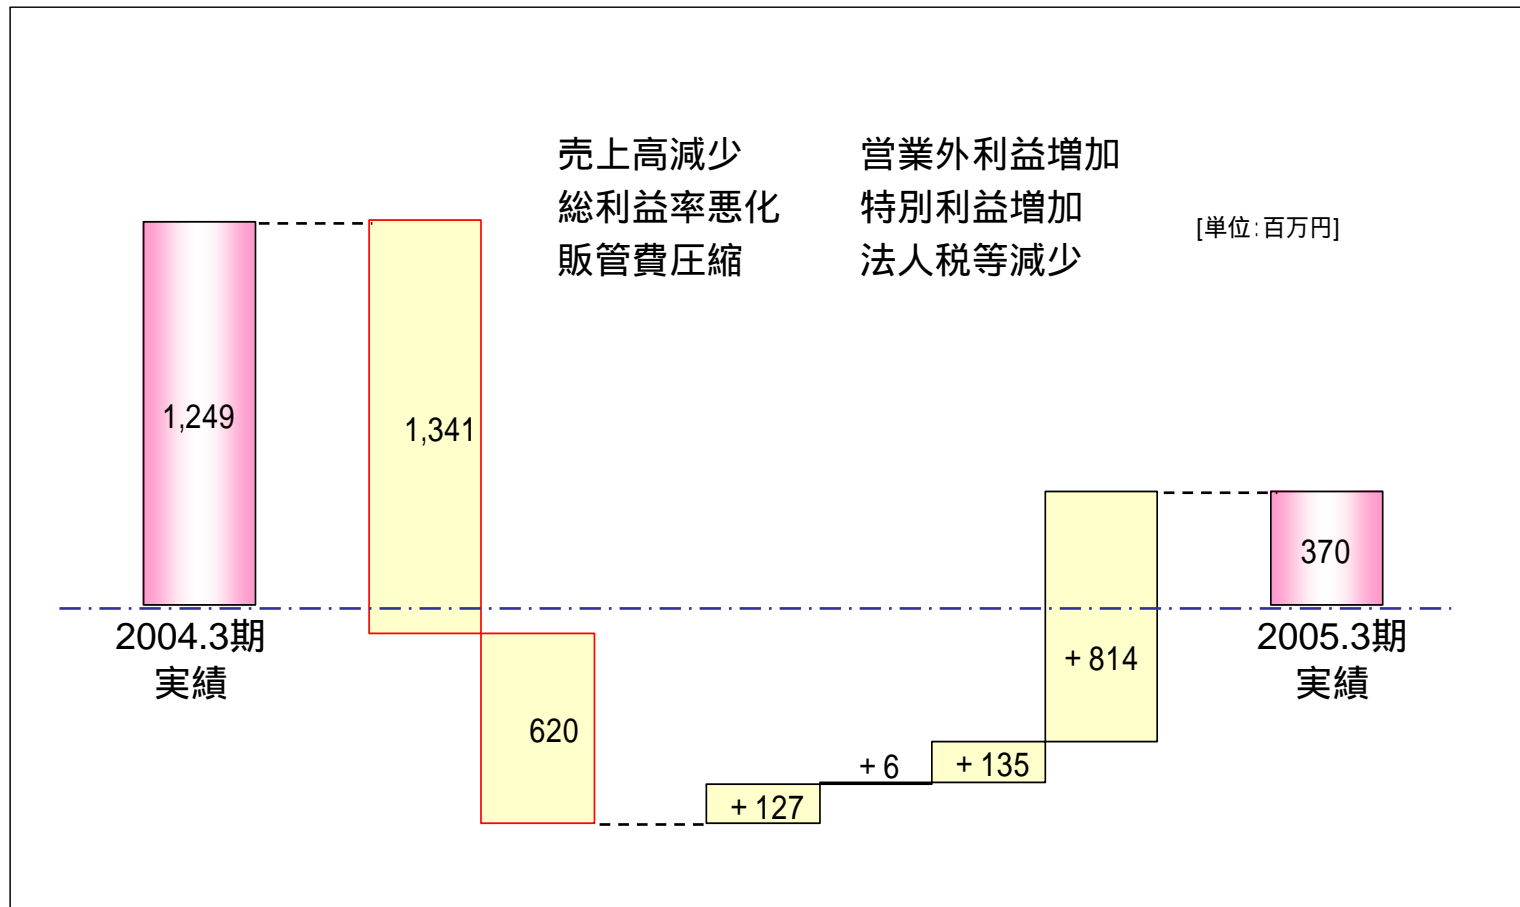 売上高減少
総利益率悪化
販管費圧縮
営業外利益増加
特別利益増加
法人税等減少
[単位:百万円]
1,249
1,341
620
+127
+6
+135
+814
370
2004.3期
実績
2005.3期
実績